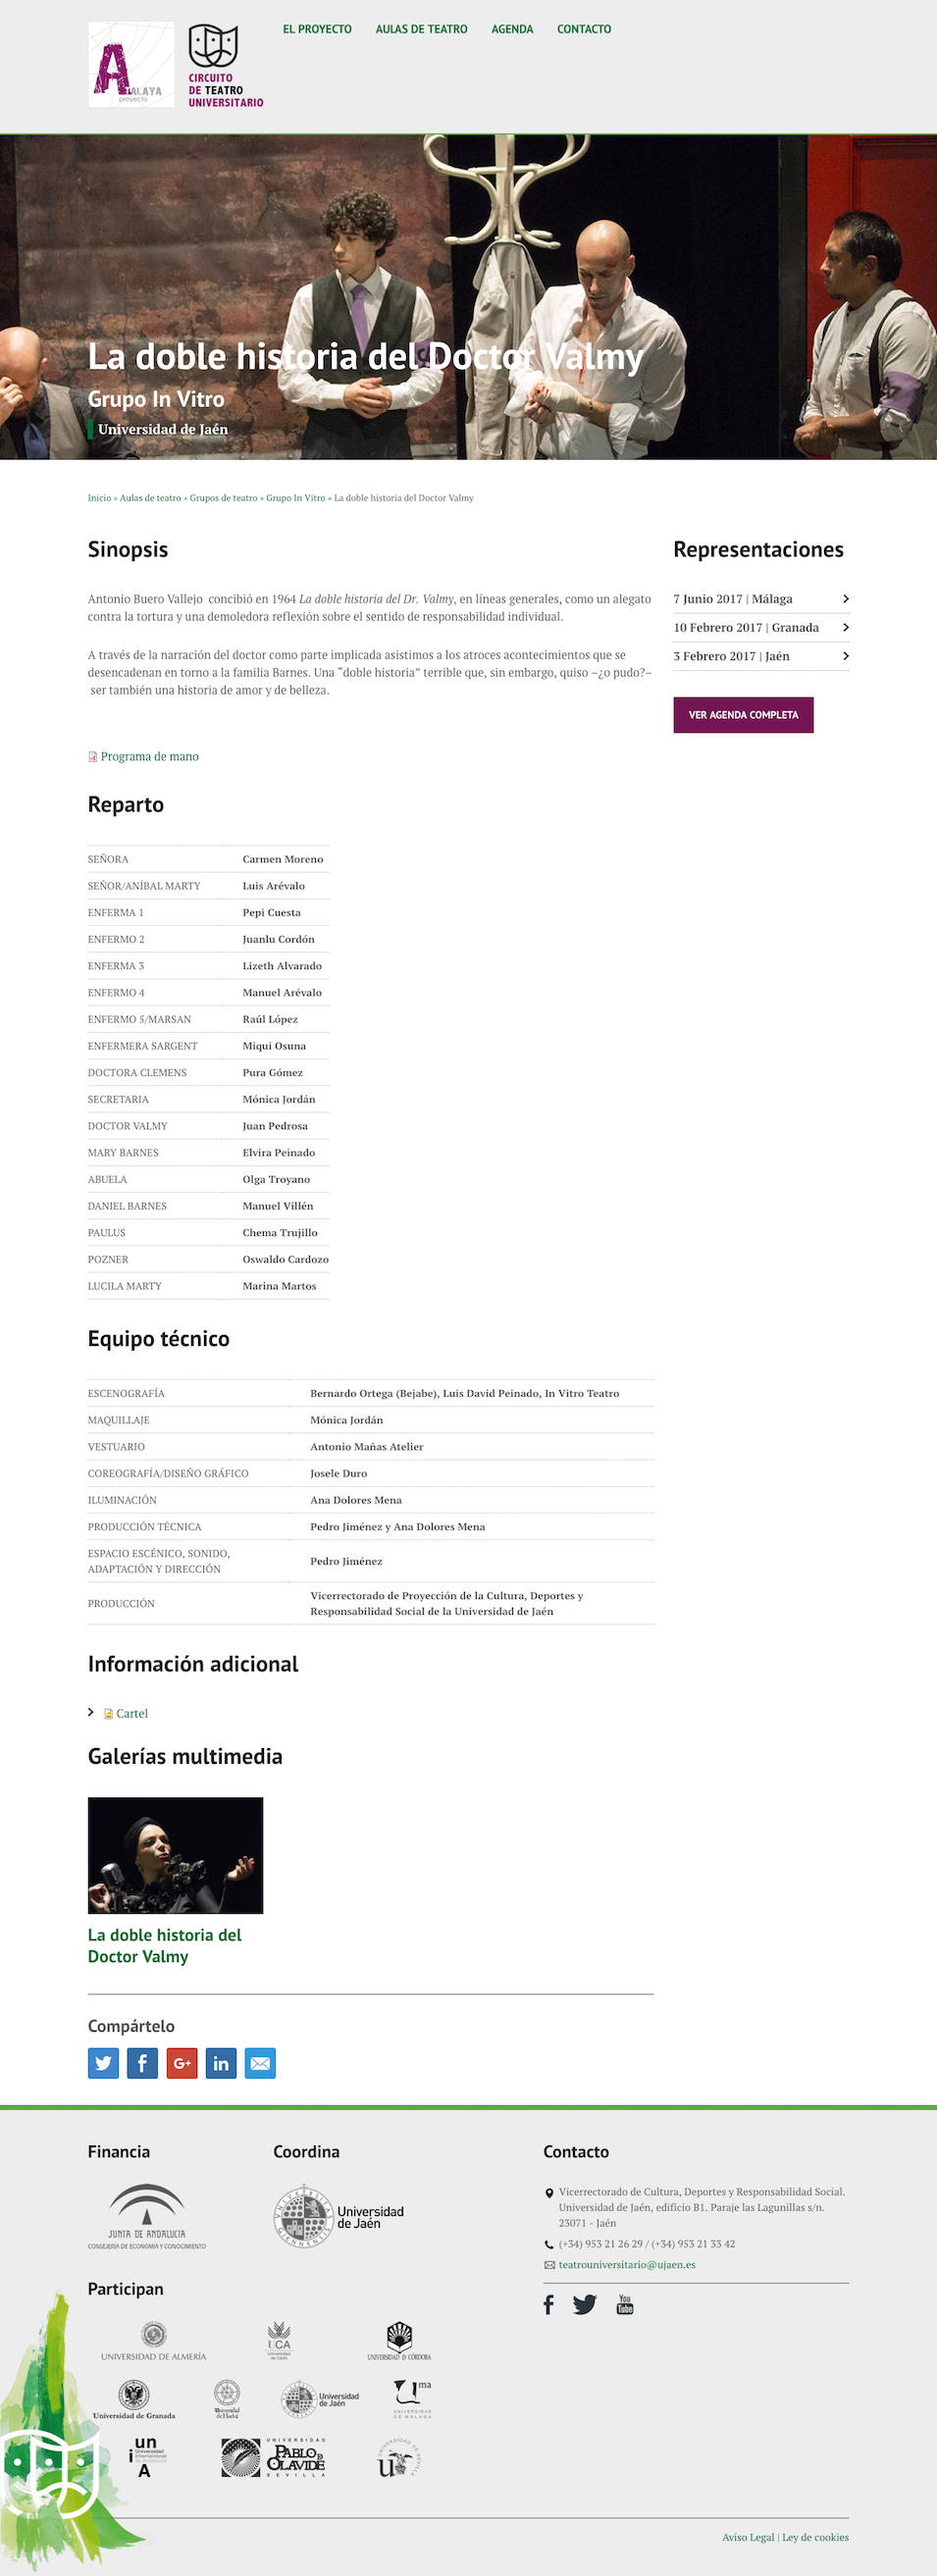 ATALAYA
proyecto
CIRCUITO
DE TEATRO
UNIVERSITARIO
EL PROYECTO AULAS DE TEATRO AGENDA CONTACTO
La doble historia del Doctor Valmy
Grupo In Vitro
Universidad de Jaén
Inicio » Aulas de teatro » Grupos de teatro » Grupo In Vitro » La doble historia del Doctor Valmy
Sinopsis
Antonio Buero Vallejo concibió en 1964 La doble historia del Dr. Valmy, en líneas generales, como un alegato
contra la tortura y una demoledora reflexión sobre el sentido de responsabilidad individual.
A través de la narración del doctor como parte implicada asistimos a los atroces acontecimientos que se
desencadenan en torno a la familia Barnes. Una “doble historia” terrible que, sin embargo, quiso –¿o pudo?–
ser también una historia de amor y de belleza.
Programa de mano
Representaciones
7 Junio 2017 | Málaga
10 Febrero 2017 | Granada
3 Febrero 2017 | Jaén
VER AGENDA COMPLETA
Reparto
SEÑORA Carmen Moreno
SEÑOR/ANÍBAL MARTY Luis Arévalo
ENFERMA 1 Pepi Cuesta
ENFERMO 2 Juanlu Cordón
ENFERMA 3 Lizeth Alvarado
ENFERMO 4 Manuel Arévalo
ENFERMO 5/MARSAN Raúl López
ENFERMERA SARGENT Miqui Osuna
DOCTORA CLEMENS Pura Gómez
SECRETARIA Mónica Jordán
DOCTOR VALMY Juan Pedrosa
MARY BARNES Elvira Peinado
ABUELA Olga Troyano
DANIEL BARNES Manuel Villén
PAULUS Chema Trujillo
POZNER Oswaldo Cardozo
LUCILA MARTY Marina Martos
Equipo técnico
ESCENOGRAFÍA Bernardo Ortega (Bejabe), Luis David Peinado, In Vitro Teatro
MAQUILLAJE Mónica Jordán
VESTUARIO Antonio Mañas Atelier
COREOGRAFÍA/DISEÑO GRÁFICO Josele Duro
ILUMINACIÓN Ana Dolores Mena
PRODUCCIÓN TÉCNICA Pedro Jiménez y Ana Dolores Mena
ESPACIO ESCÉNICO, SONIDO,
ADAPTACIÓN Y DIRECCIÓN Pedro Jiménez
PRODUCCIÓN Vicerrectorado de Proyección de la Cultura, Deportes y
Responsabilidad Social de la Universidad de Jaén
Información adicional
Cartel
Galerías multimedia
La doble historia del
Doctor Valmy
Compártelo
Financia
JUNTA DE ANDALUCIA
CONSEJERÍA DE ECONOMÍA Y CONOCIMIENTO
Coordina
Universidad
de Jaén
Contacto
Vicerrectorado de Cultura, Deportes y Responsabilidad Social.
Universidad de Jaén, edificio B1. Paraje las Lagunillas s/n.
23071 - Jaén
(+34) 953 21 26 29 / (+34) 953 21 33 42
teatrouniversitario@ujaen.es
You
Tube
Participan
UNIVERSIDAD DE ALMERÍA
UCA
Universidad
de Cádiz
UNIVERSIDAD DE CÓRDOBA
Universidad de Granada
Universidad
de Huelva
Universidad
de Jaén
uma
UNIVERSIDAD
DE MÁLAGA
un
i Universidad
Internacional
de Andalucía
A
UNIVERSIDAD
PABLO DE
OLAVIDE
SEVILLA
UNIVERSIDAD DE SEVILLA
Aviso Legal | Ley de cookies